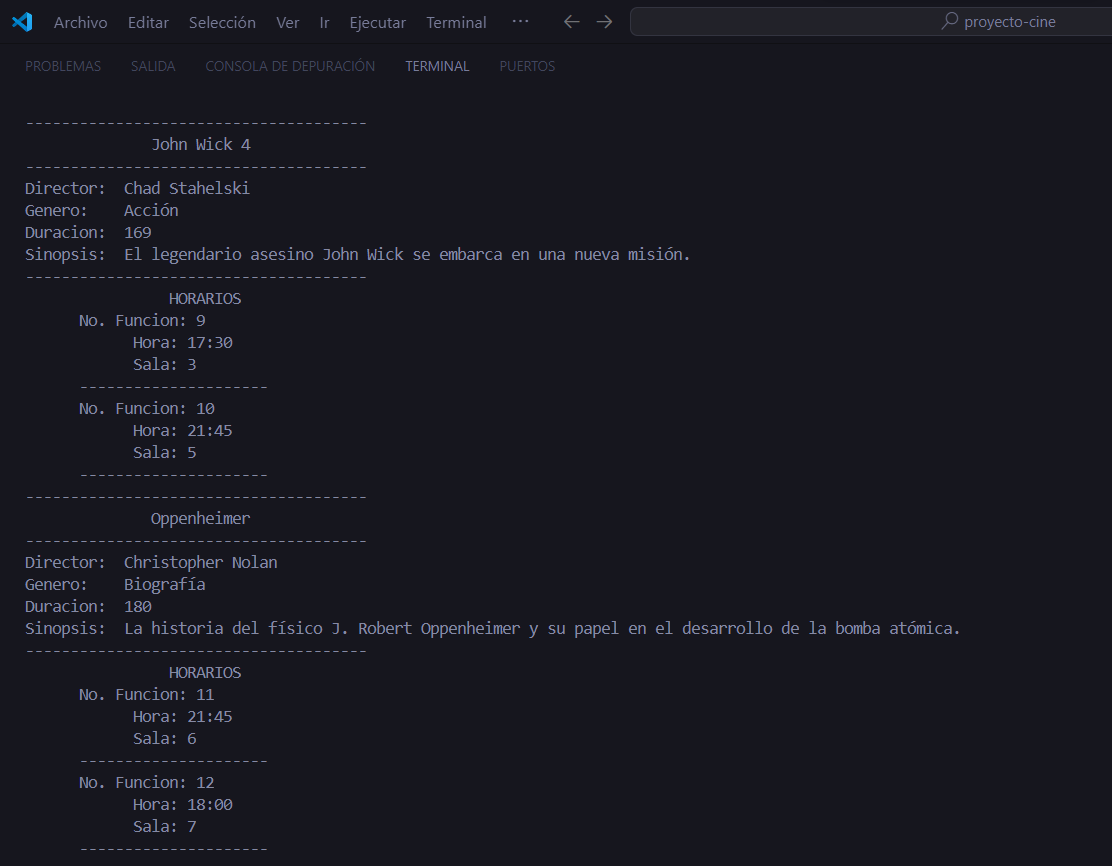 Archivo Editar Selección Ver Ir Ejecutar Terminal ··· ← → proyecto-cine
PROBLEMAS SALIDA CONSOLA DE DEPURACIÓN TERMINAL PUERTOS
--------------------------------------
John Wick 4
--------------------------------------
Director: Chad Stahelski
Genero: Acción
Duracion: 169
Sinopsis: El legendario asesino John Wick se embarca en una nueva misión.
--------------------------------------
HORARIOS
No. Funcion: 9
Hora: 17:30
Sala: 3
---------------------
No. Funcion: 10
Hora: 21:45
Sala: 5
---------------------
--------------------------------------
Oppenheimer
--------------------------------------
Director: Christopher Nolan
Genero: Biografía
Duracion: 180
Sinopsis: La historia del físico J. Robert Oppenheimer y su papel en el desarrollo de la bomba atómica.
--------------------------------------
HORARIOS
No. Funcion: 11
Hora: 21:45
Sala: 6
---------------------
No. Funcion: 12
Hora: 18:00
Sala: 7
---------------------